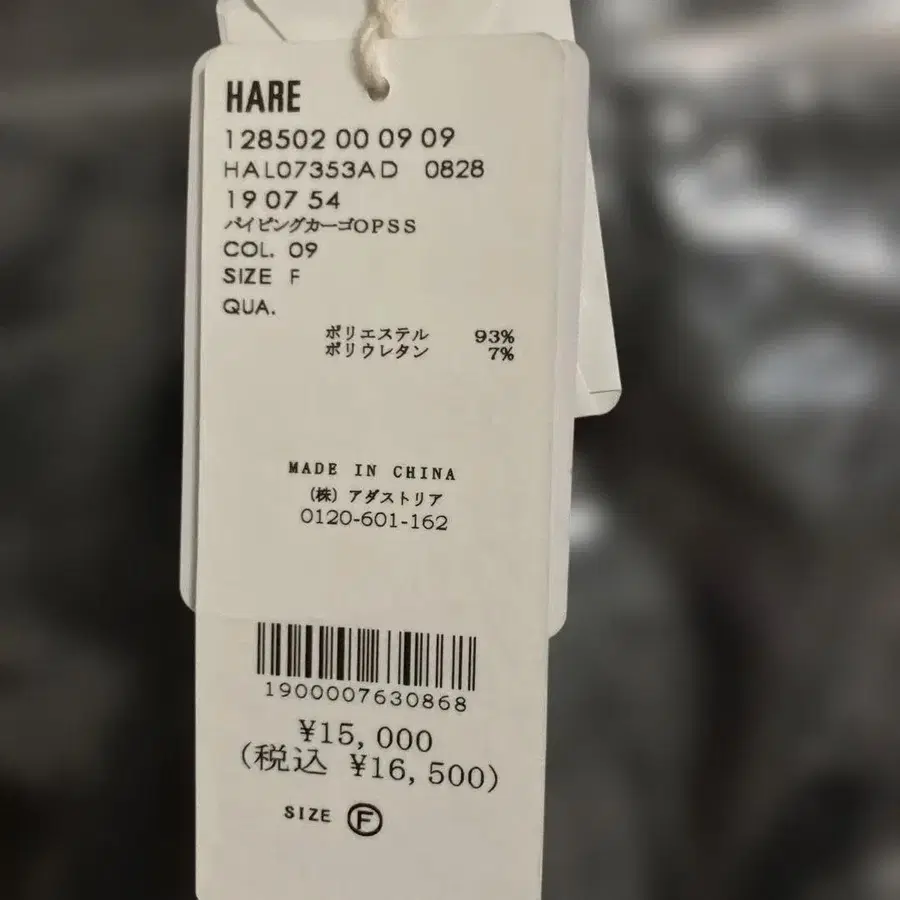 HARE
128502 00 09 09
HAL07353AD 0828
19 07 54
パイピングカーゴOPSS
COL. 09
SIZE F
QUA.
ポリエステル 93%
ポリウレタン 7%
MADE IN CHINA
(株) アダストリア
0120-601-162
1900007630868
¥15,000
(税込 ¥16,500)
SIZE F